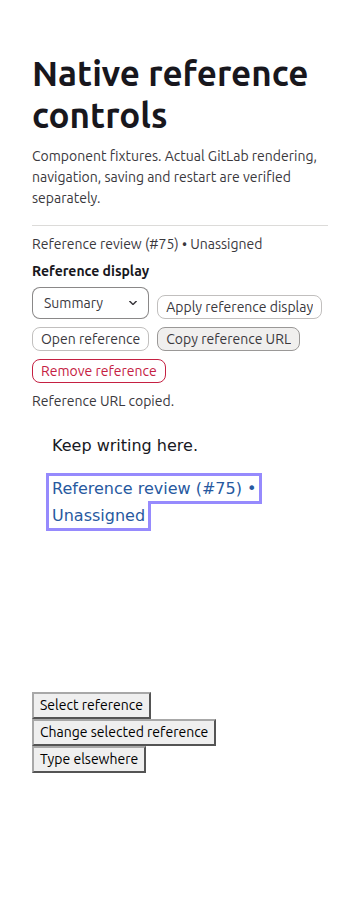 Native reference
controls
Component fixtures. Actual GitLab rendering,
navigation, saving and restart are verified
separately.
Reference review (#75) • Unassigned
Reference display
Summary
Apply reference display
Open reference
Copy reference URL
Remove reference
Reference URL copied.
Keep writing here.
Reference review (#75) •
Unassigned
Select reference
Change selected reference
Type elsewhere